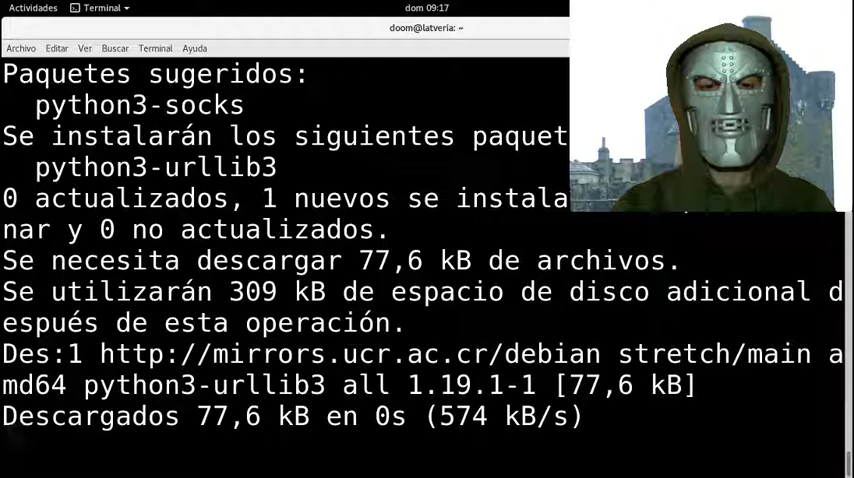 Actividades Terminal dom 09:17
doom@latveria: ~
Archivo Editar Ver Buscar Terminal Ayuda
Paquetes sugeridos:
python3-socks
Se instalarán los siguientes paquet
python3-urllib3
0 actualizados, 1 nuevos se instala
nar y 0 no actualizados.
Se necesita descargar 77,6 kB de archivos.
Se utilizarán 309 kB de espacio de disco adicional d
espués de esta operación.
Des:1 http://mirrors.ucr.ac.cr/debian stretch/main a
md64 python3-urllib3 all 1.19.1-1 [77,6 kB]
Descargados 77,6 kB en 0s (574 kB/s)